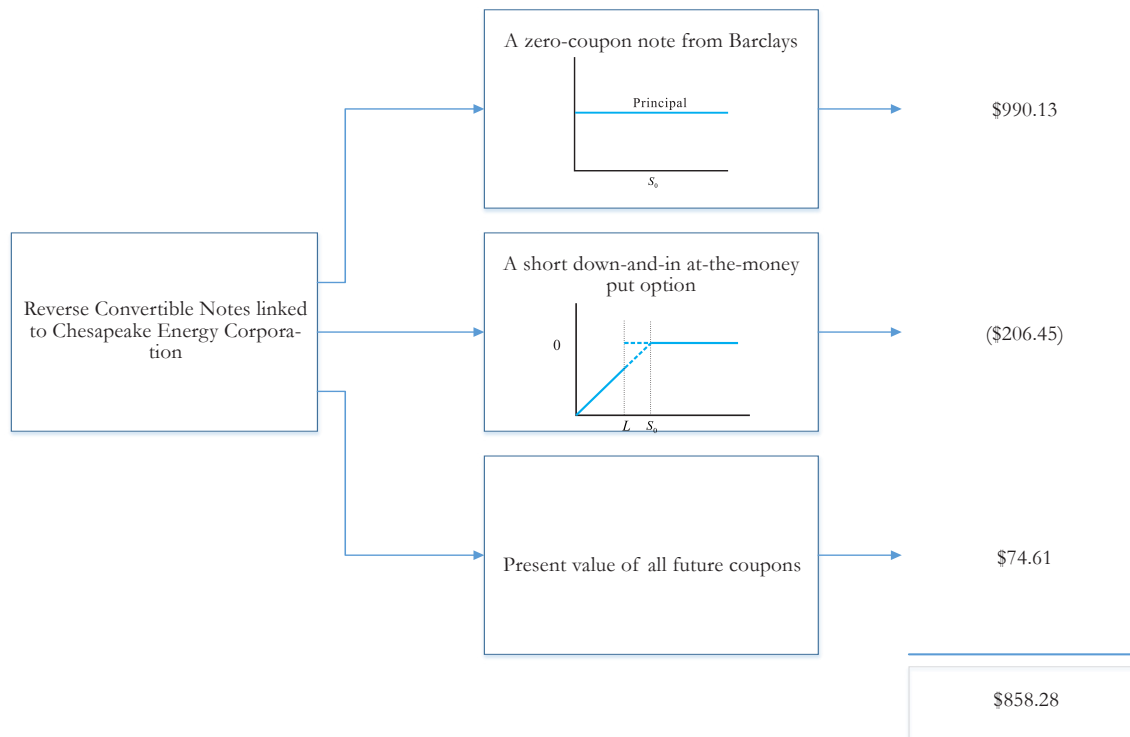 A zero-coupon note from Barclays
Principal
S0
$990.13
Reverse Convertible Notes linked
to Chesapeake Energy Corpora-
tion
A short down-and-in at-the-money
put option
0
L S0
($206.45)
Present value of all future coupons
$74.61
$858.28